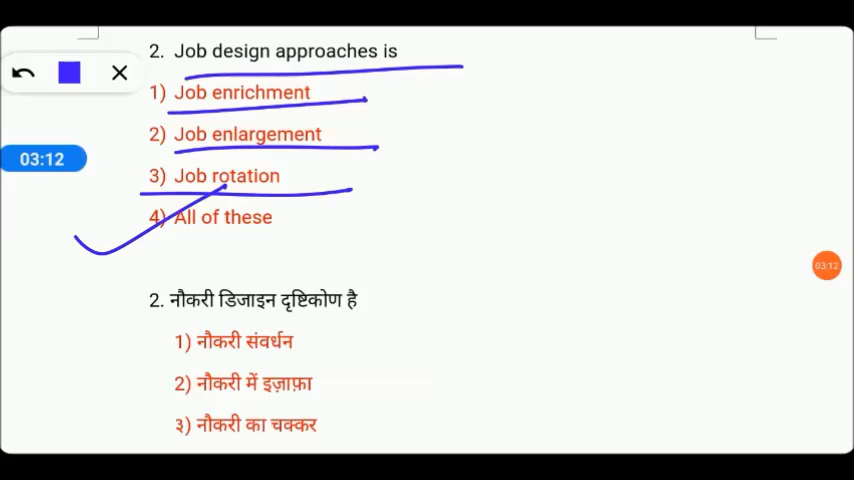 2. Job design approaches is
1) Job enrichment
2) Job enlargement
03:12
3) Job rotation
4) All of these
03:12
2. नौकरी डिजाइन दृष्टिकोण है
1) नौकरी संवर्धन
2) नौकरी में इज़ाफ़ा
३) नौकरी का चक्कर